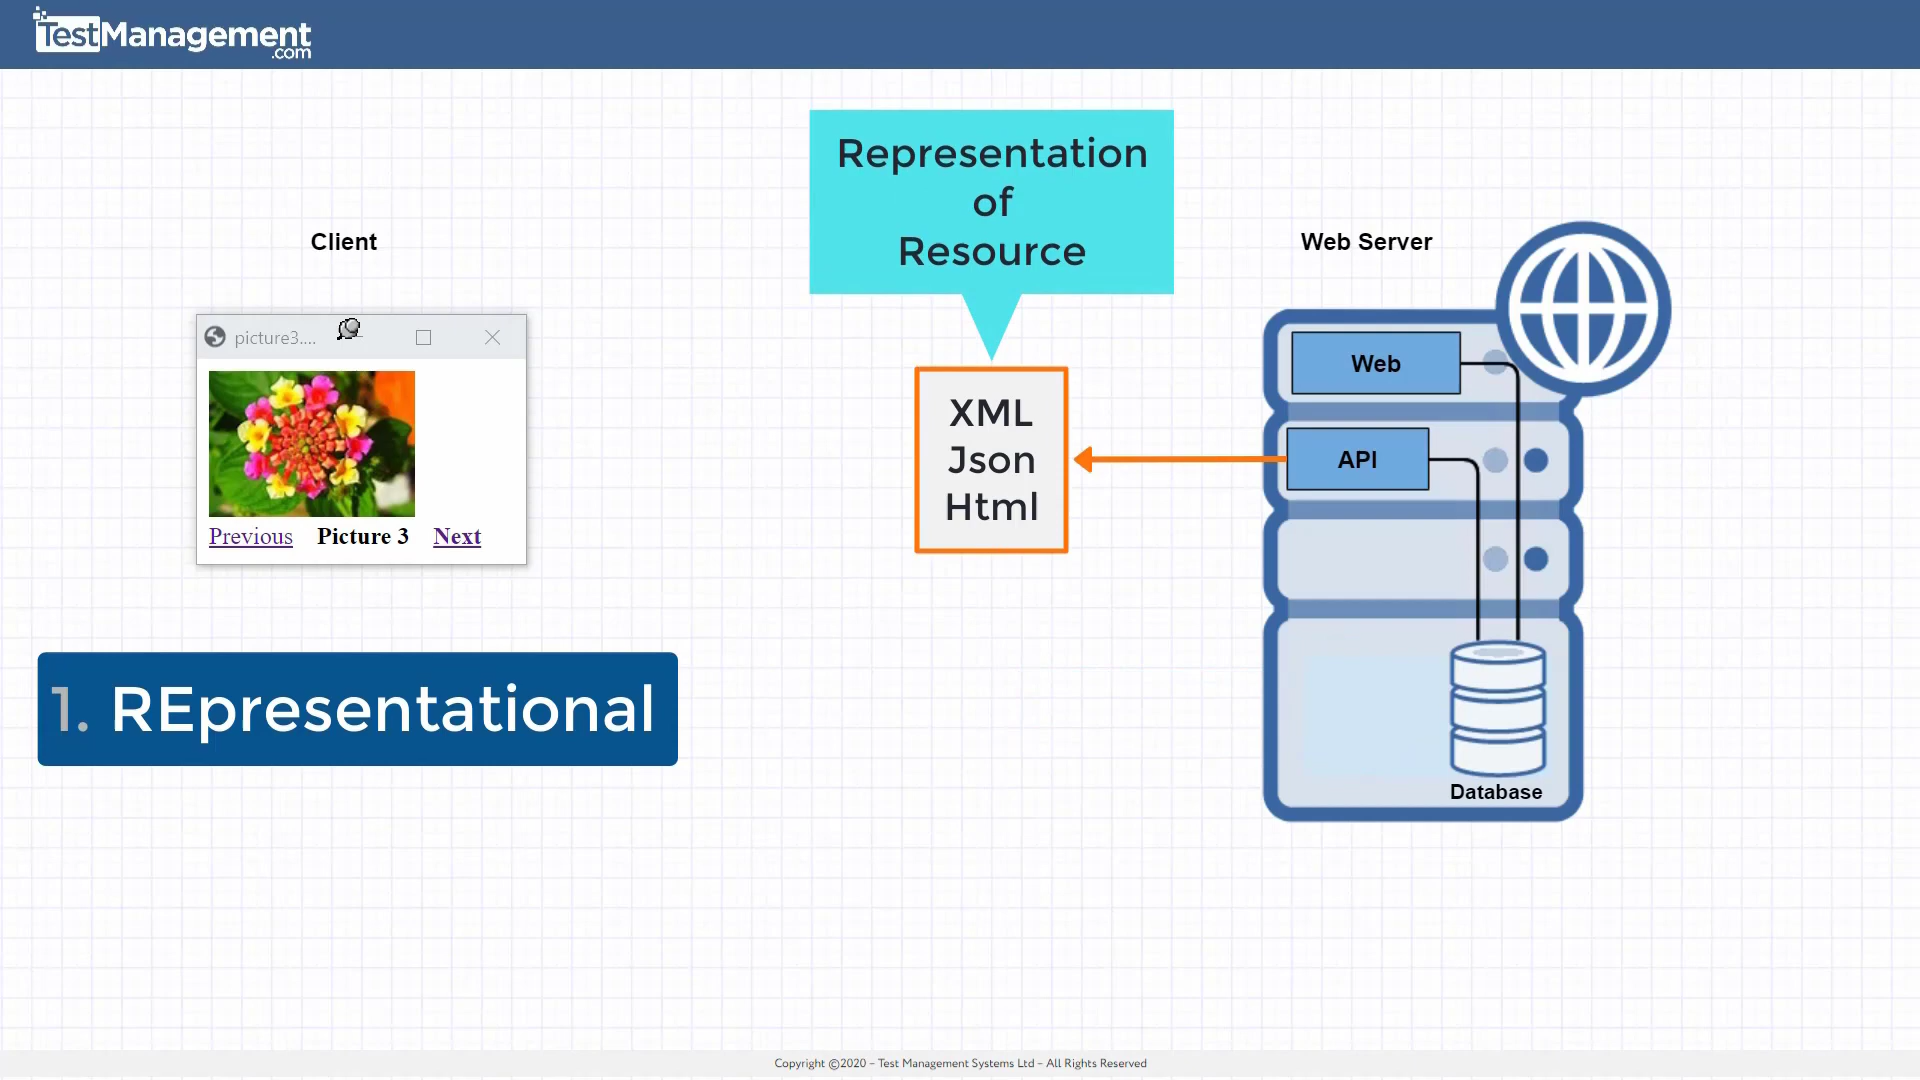 TestManagement
.com
Representation
of
Resource
Client
Web Server
picture3....
Web
XML
Json
Html
API
Previous Picture 3 Next
1. REpresentational
Database
Copyright ©2020 – Test Management Systems Ltd – All Rights Reserved